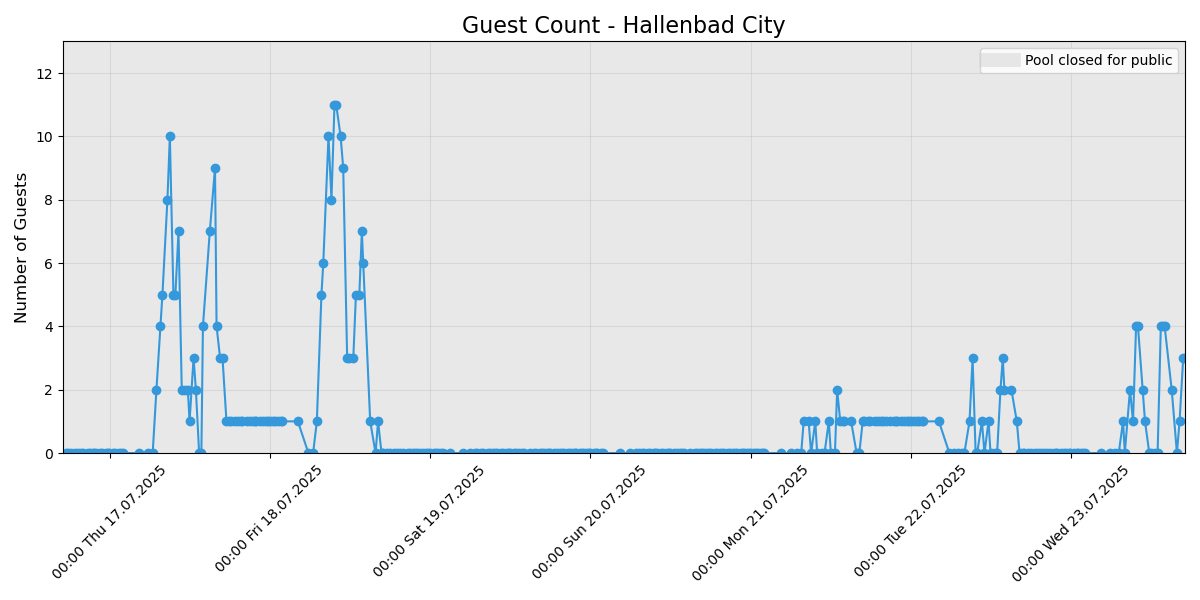 Guest Count - Hallenbad City
Pool closed for public
Number of Guests
12
10
8
6
4
2
0
00:00 Thu 17.07.2025
00:00 Fri 18.07.2025
00:00 Sat 19.07.2025
00:00 Sun 20.07.2025
00:00 Mon 21.07.2025
00:00 Tue 22.07.2025
00:00 Wed 23.07.2025